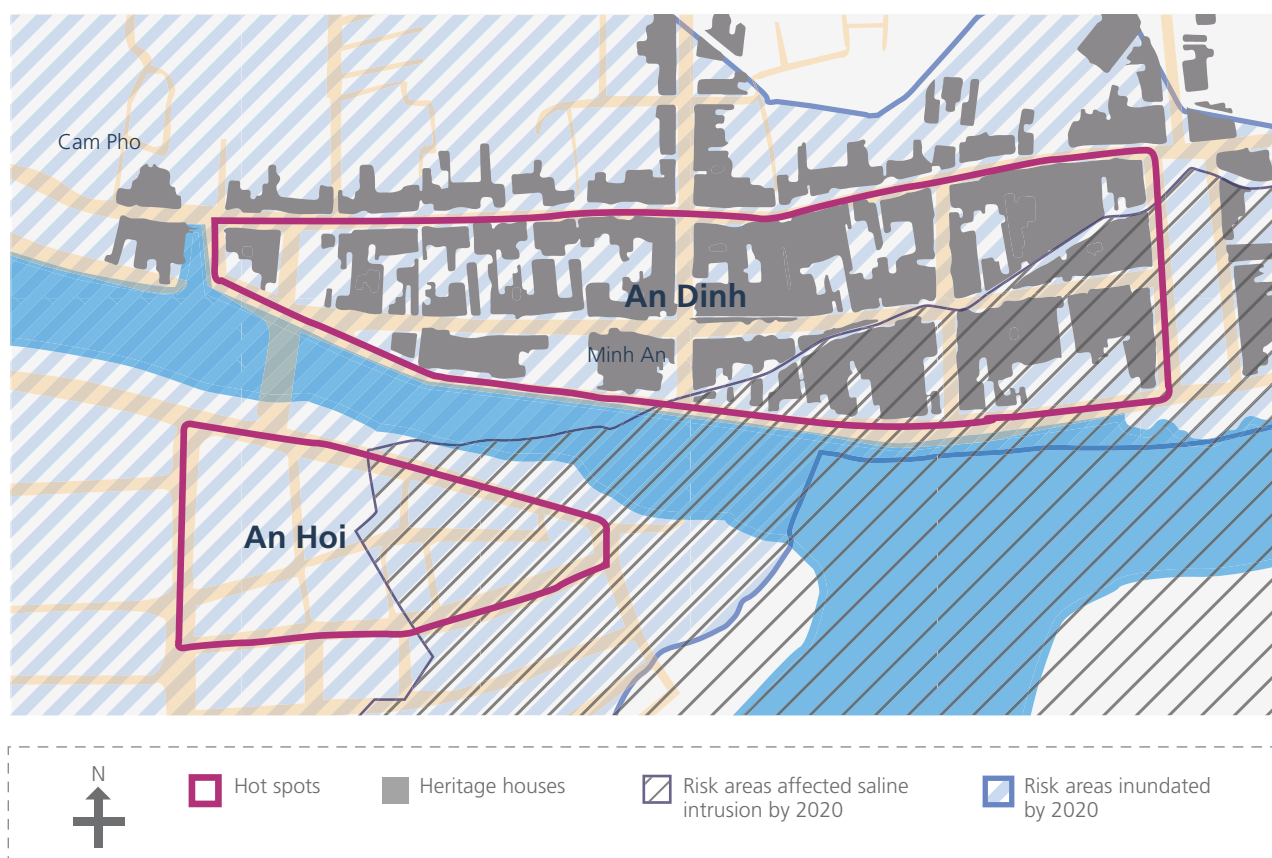 Cam Pho
An Dinh
Minh An
An Hoi
N
Hot spots
Heritage houses
Risk areas affected saline
intrusion by 2020
Risk areas inundated
by 2020